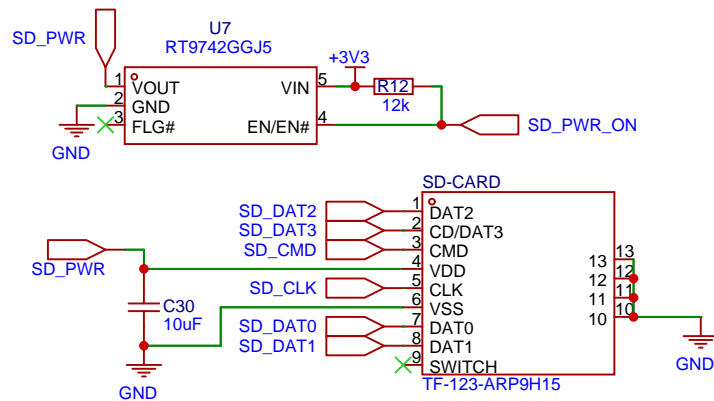 U7
RT9742GGJ5
SD_PWR
+3V3
1 VOUT VIN 5
R12
12k
2 GND
3 FLG# EN/EN# 4
SD_PWR_ON
GND
SD-CARD
SD_DAT2 1 DAT2
SD_DAT3 2 CD/DAT3
SD_CMD 3 CMD
SD_PWR
4 VDD 13 13
SD_CLK 5 CLK 12 12
C30
10uF
6 VSS 11 11
SD_DAT0 7 DAT0 10 10
SD_DAT1 8 DAT1
9 SWITCH
GND
GND
TF-123-ARP9H15